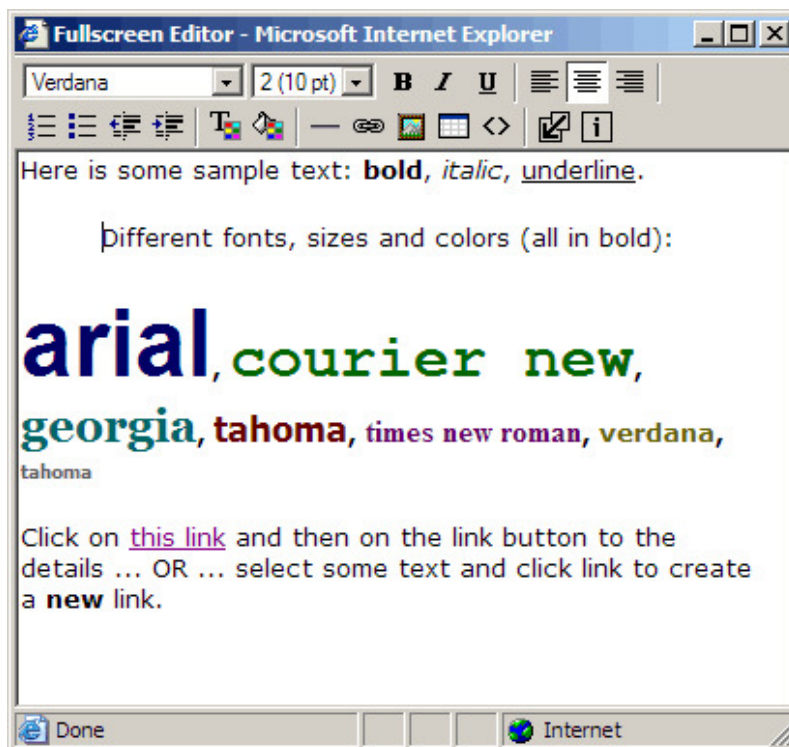 Fullscreen Editor - Microsoft Internet Explorer
Verdana 2 (10 pt) B I U
T i
Here is some sample text: bold, italic, underline.
Different fonts, sizes and colors (all in bold):
arial, courier new,
georgia, tahoma, times new roman, verdana,
tahoma
Click on this link and then on the link button to the
details ... OR ... select some text and click link to create
a new link.
Done Internet